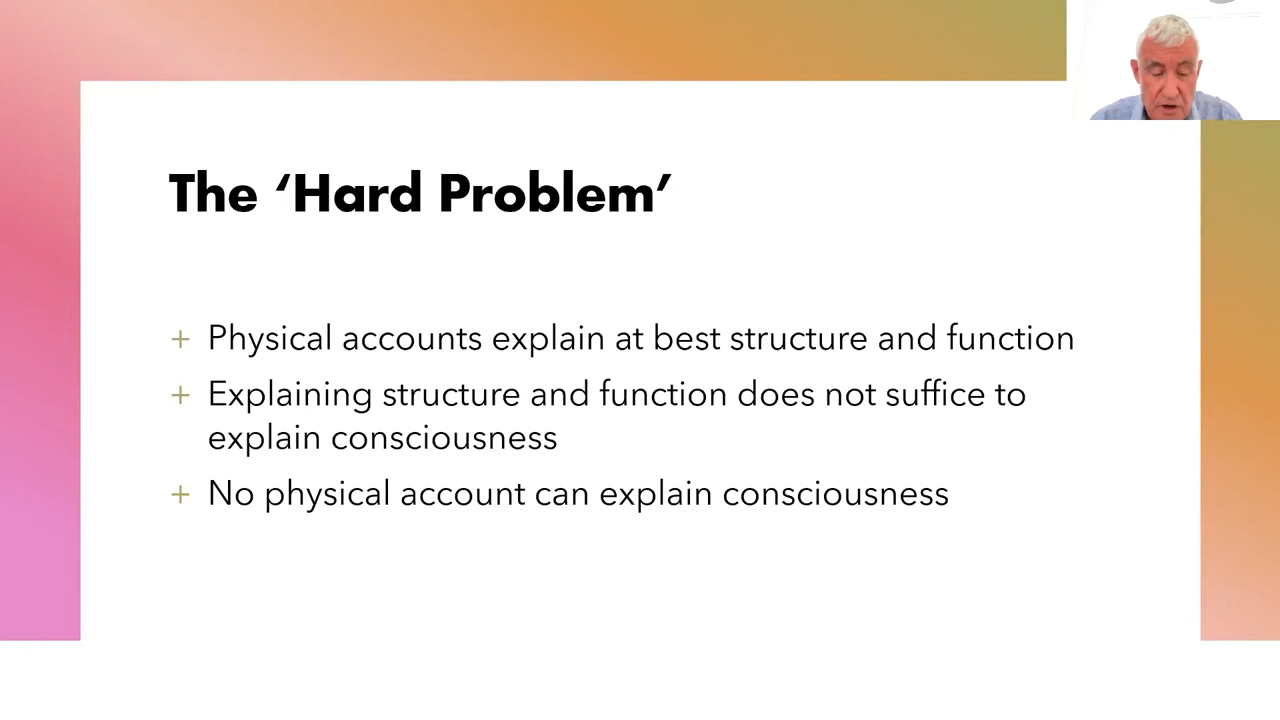 The ‘Hard Problem’
+ Physical accounts explain at best structure and function
+ Explaining structure and function does not suffice to
explain consciousness
+ No physical account can explain consciousness